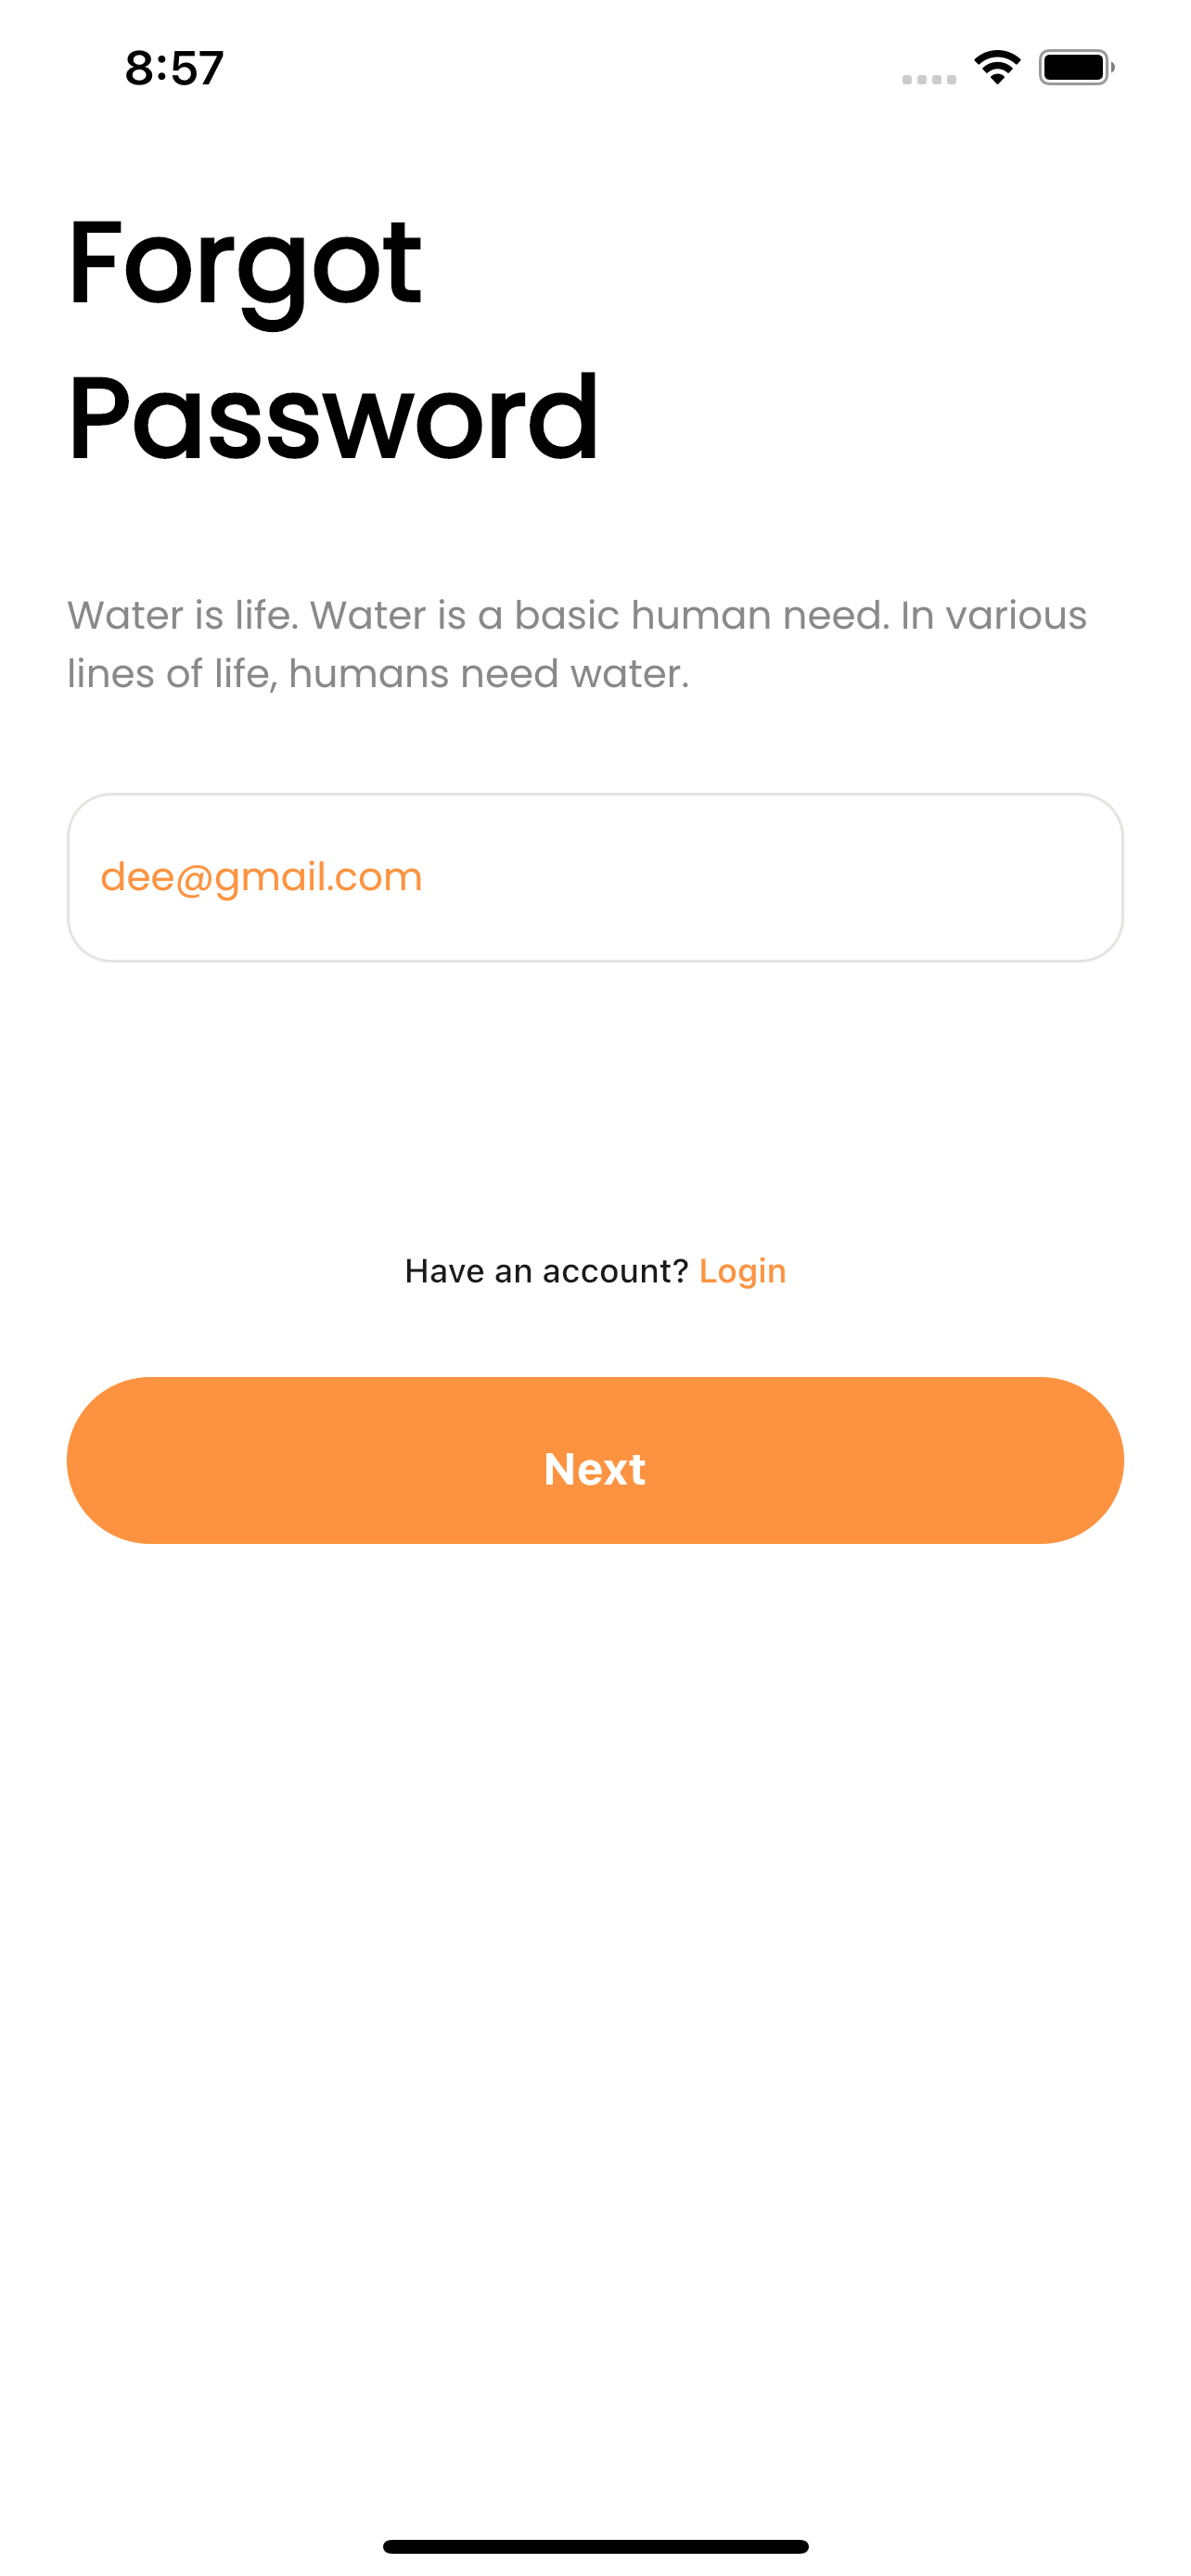 8:57
Forgot
Password
Water is life. Water is a basic human need. In various
lines of life, humans need water.
dee@gmail.com
Have an account? Login
Next